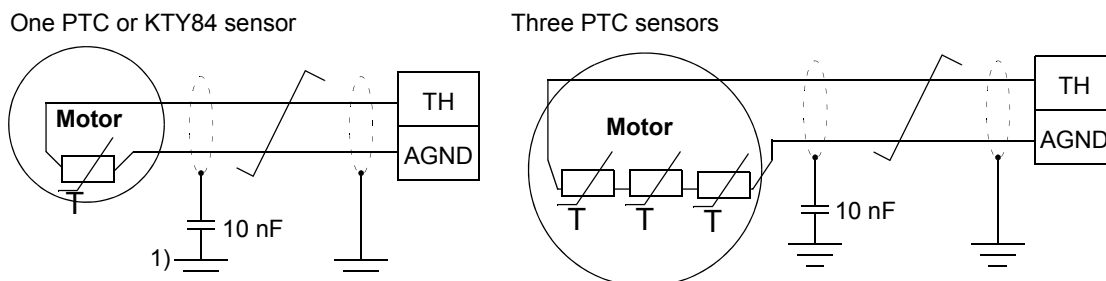 One PTC or KTY84 sensor
Motor
T
TH
AGND
10 nF
1)
Three PTC sensors
Motor
T
T
T
TH
AGND
10 nF